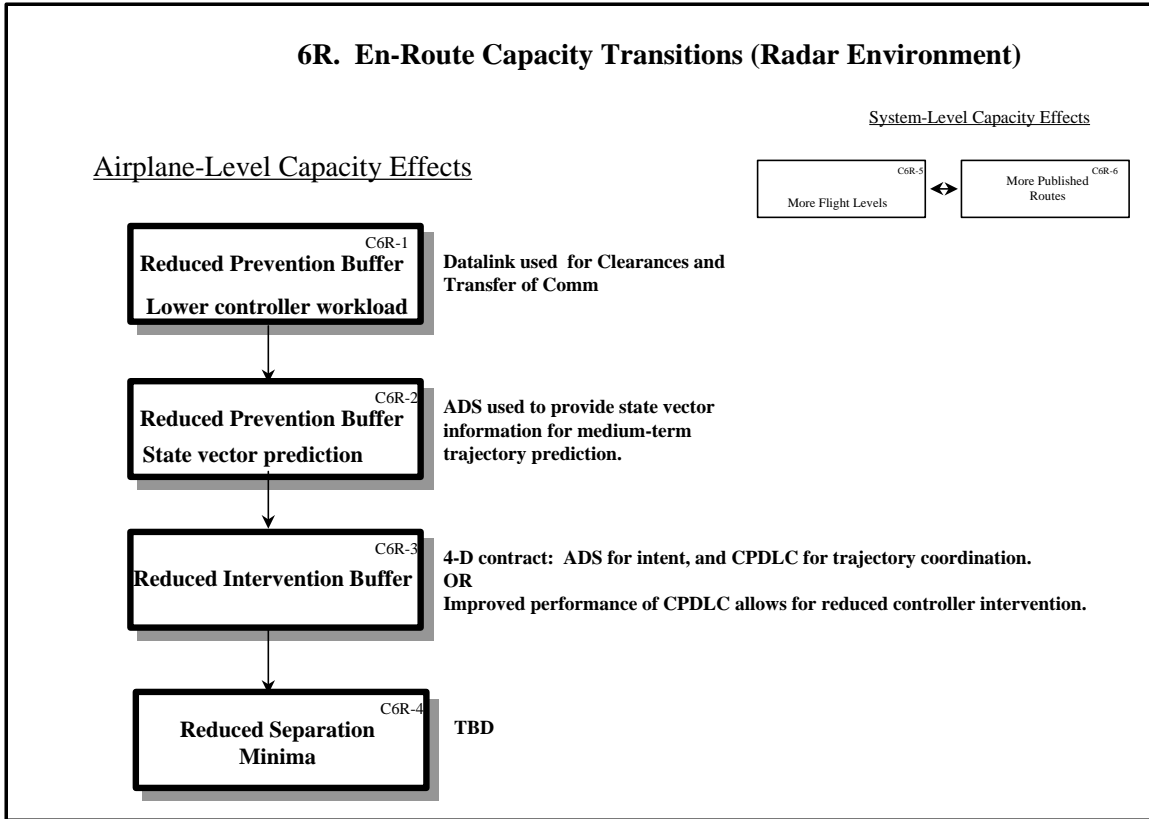 6R. En-Route Capacity Transitions (Radar Environment)
System-Level Capacity Effects
Airplane-Level Capacity Effects
C6R-5
More Flight Levels
C6R-6
More Published
Routes
C6R-1
Reduced Prevention Buffer
Lower controller workload
Datalink used for Clearances and
Transfer of Comm
C6R-2
Reduced Prevention Buffer
State vector prediction
ADS used to provide state vector
information for medium-term
trajectory prediction.
C6R-3
Reduced Intervention Buffer
4-D contract: ADS for intent, and CPDLC for trajectory coordination.
OR
Improved performance of CPDLC allows for reduced controller intervention.
C6R-4
Reduced Separation
Minima
TBD